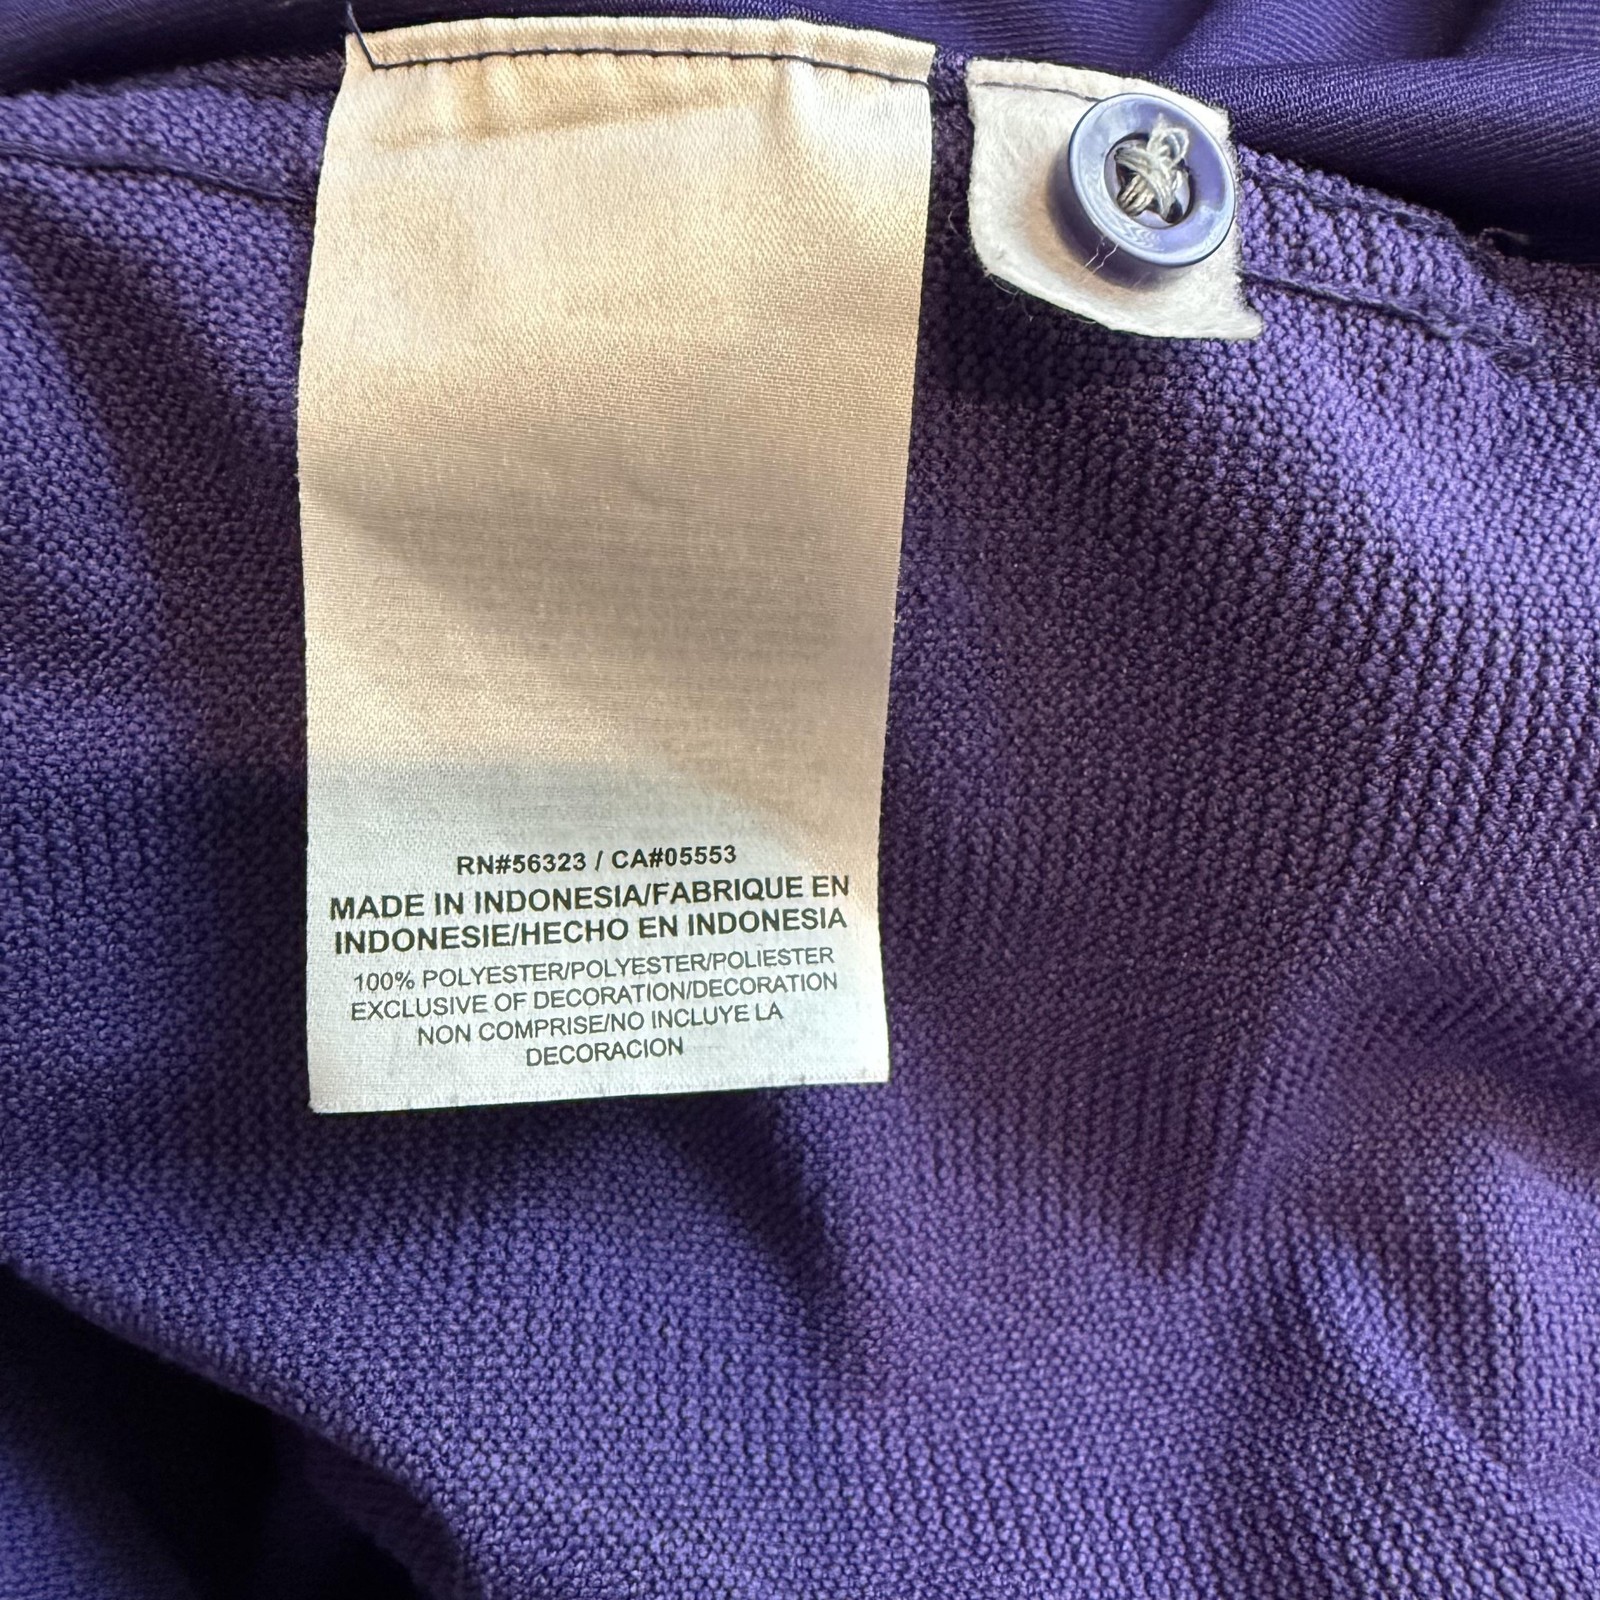 RN#56323 / CA#05553
MADE IN INDONESIA/FABRIQUE EN
INDONESIE/HECHO EN INDONESIA
100% POLYESTER/POLYESTER/POLIESTER
EXCLUSIVE OF DECORATION/DECORATION
NON COMPRISE/NO INCLUYE LA
DECORACION